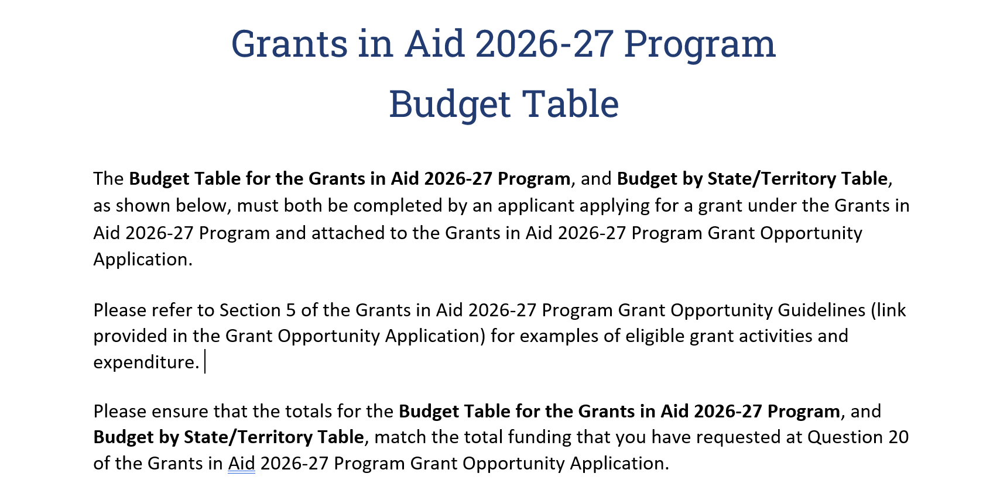 Grants in Aid 2026-27 Program
Budget Table
The Budget Table for the Grants in Aid 2026-27 Program, and Budget by State/Territory Table,
as shown below, must both be completed by an applicant applying for a grant under the Grants in
Aid 2026-27 Program and attached to the Grants in Aid 2026-27 Program Grant Opportunity
Application.
Please refer to Section 5 of the Grants in Aid 2026-27 Program Grant Opportunity Guidelines (link
provided in the Grant Opportunity Application) for examples of eligible grant activities and
expenditure.
Please ensure that the totals for the Budget Table for the Grants in Aid 2026-27 Program, and
Budget by State/Territory Table, match the total funding that you have requested at Question 20
of the Grants in Aid 2026-27 Program Grant Opportunity Application.